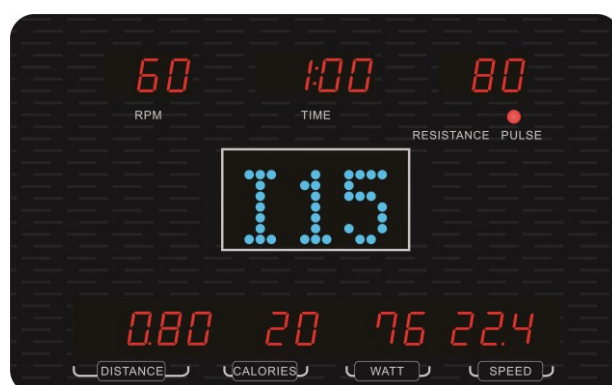 60 1:00 80
RPM TIME
RESISTANCE PULSE
I15
0.80 20 76 22.4
DISTANCE CALORIES WATT SPEED